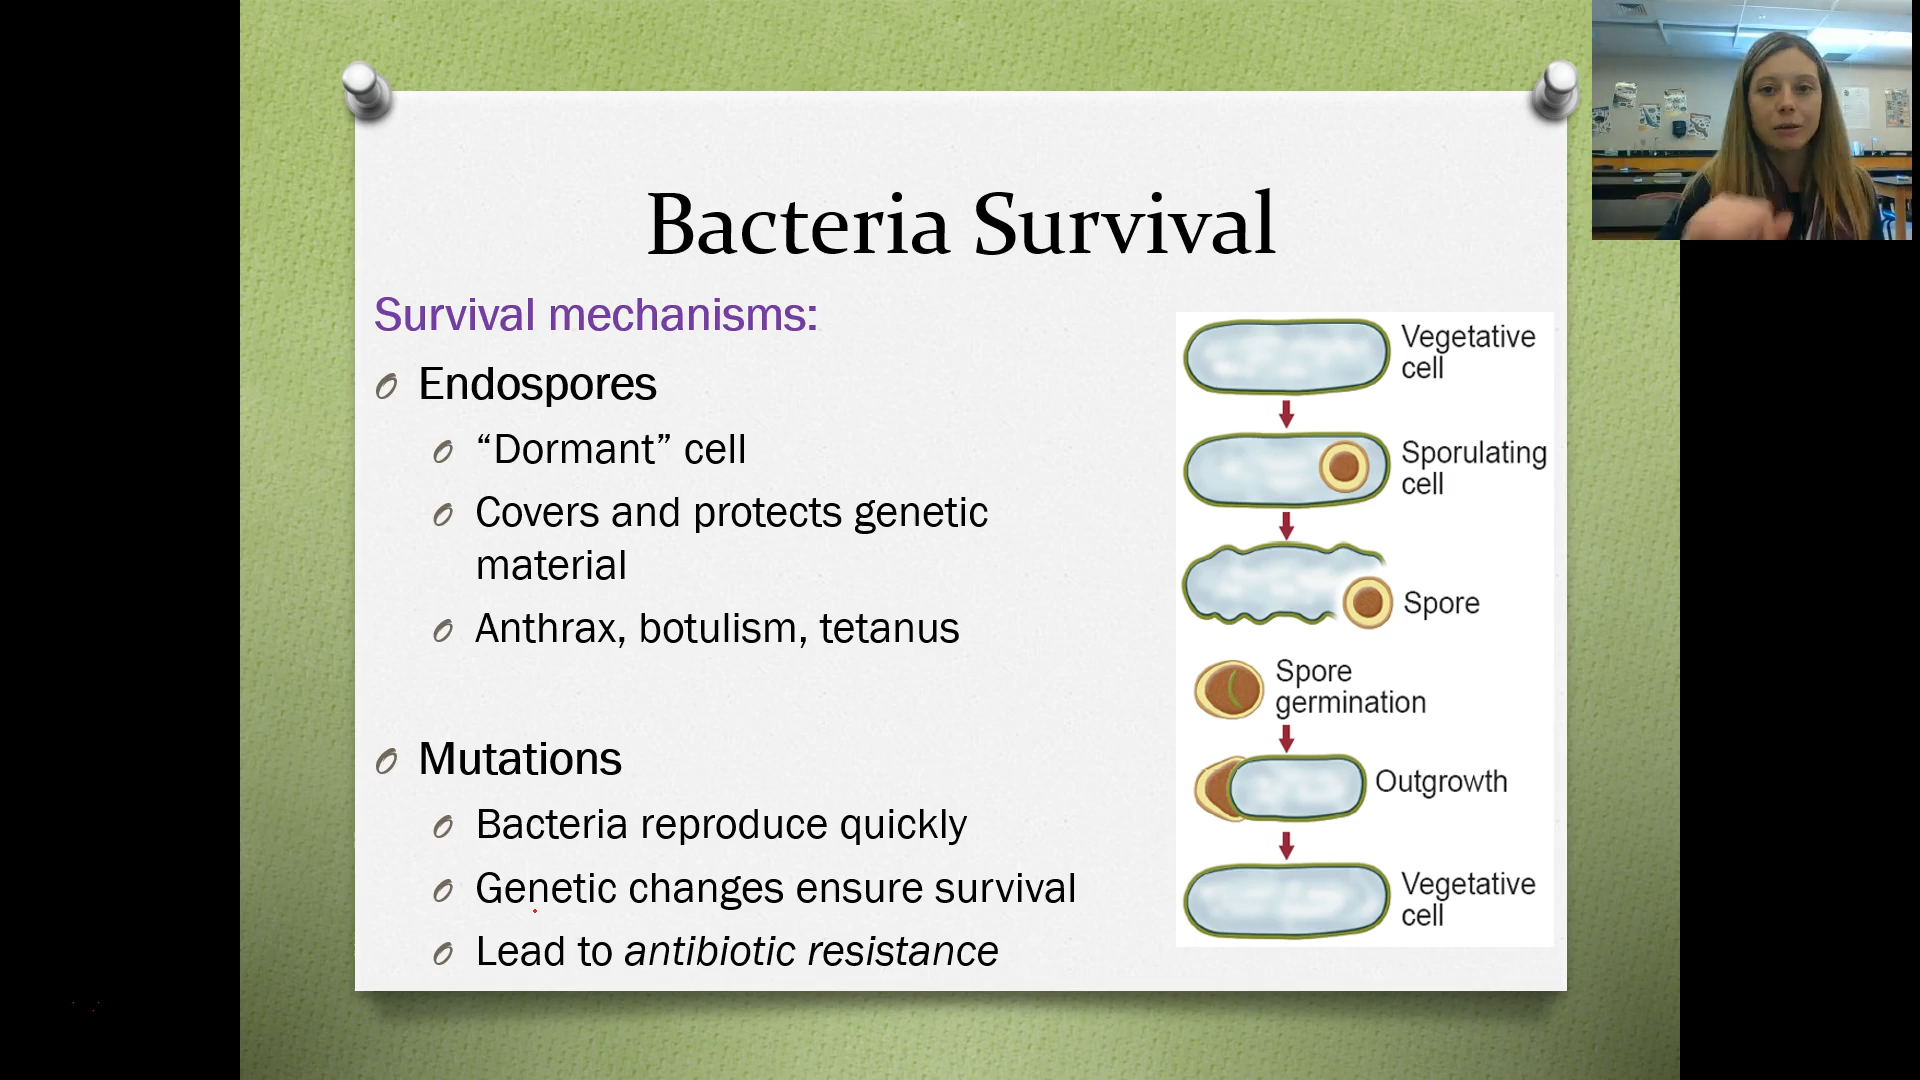 Bacteria Survival
Survival mechanisms:
Endospores
“Dormant” cell
Covers and protects genetic
material
Anthrax, botulism, tetanus
Mutations
Bacteria reproduce quickly
Genetic changes ensure survival
Lead to antibiotic resistance
Vegetative
cell
Sporulating
cell
Spore
Spore
germination
Outgrowth
Vegetative
cell